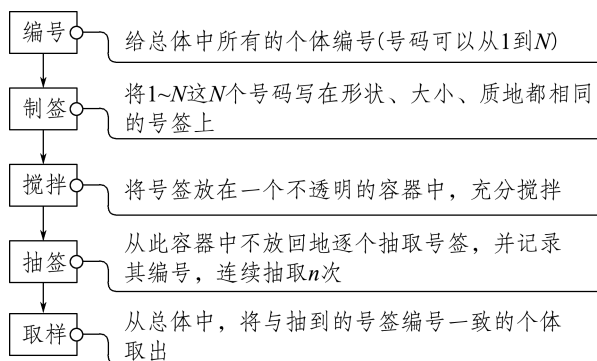 编号
给总体中所有的个体编号(号码可以从1到N)
制签
将1~N这N个号码写在形状、大小、质地都相同
的号签上
搅拌
将号签放在一个不透明的容器中，充分搅拌
抽签
从此容器中不放回地逐个抽取号签，并记录
其编号，连续抽取n次
取样
从总体中，将与抽到的号签编号一致的个体
取出